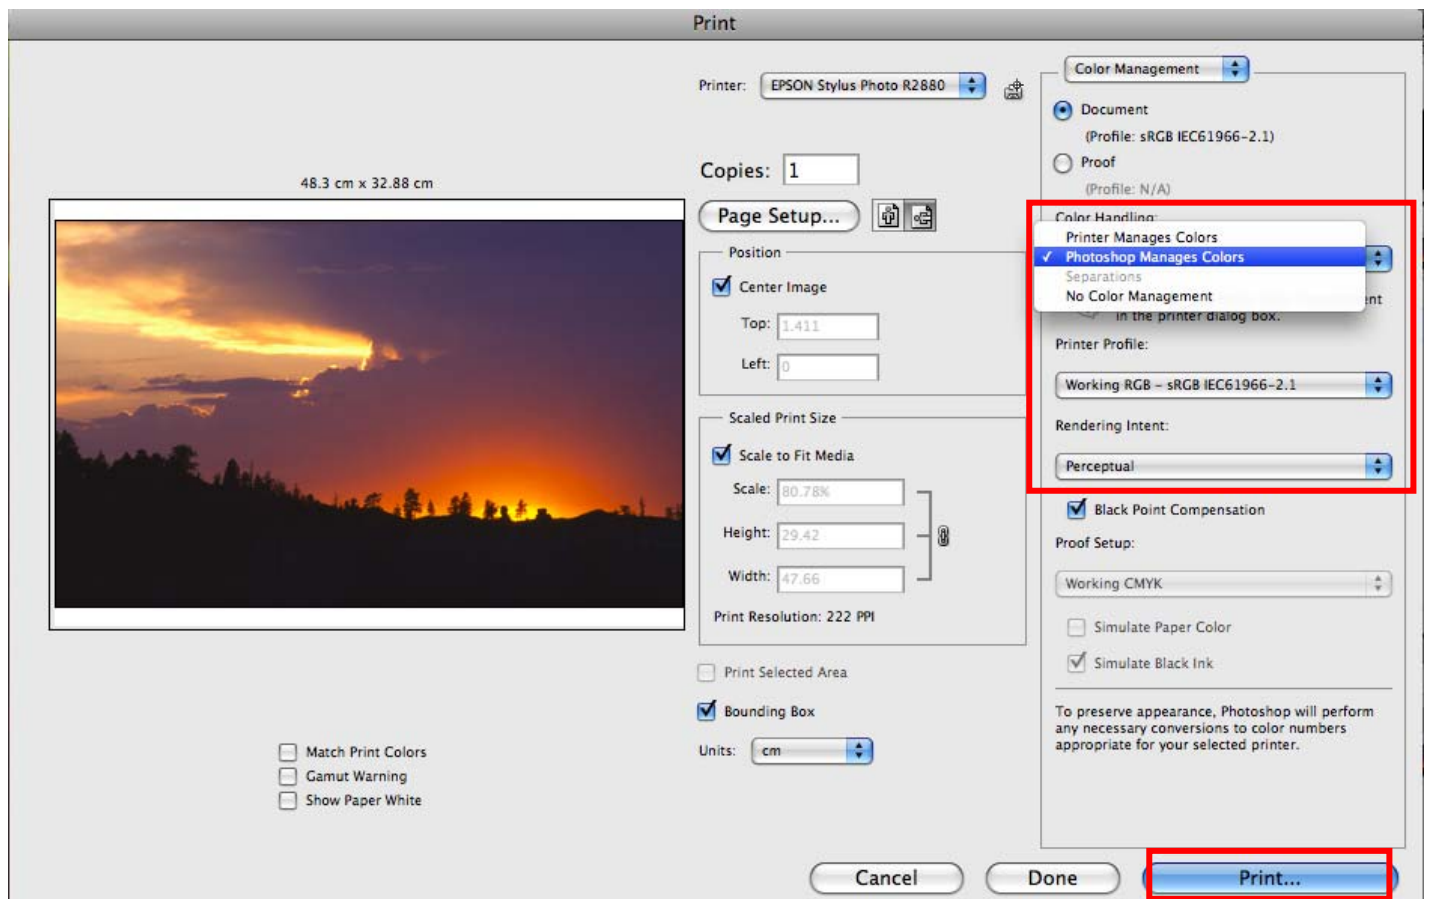 Print
48.3 cm x 32.88 cm
Match Print Colors
Gamut Warning
Show Paper White
Printer: EPSON Stylus Photo R2880
Copies: 1
Page Setup...
Position
Center Image
Top: 1.411
Left: 0
Scaled Print Size
Scale to Fit Media
Scale: 80.78%
Height: 29.42
Width: 47.66
Print Resolution: 222 PPI
Print Selected Area
Bounding Box
Units: cm
Color Management
Document
(Profile: sRGB IEC61966-2.1)
Proof
(Profile: N/A)
Color Handling:
Printer Manages Colors
✓ Photoshop Manages Colors
Separations
No Color Management
in the printer dialog box.
Printer Profile:
Working RGB - sRGB IEC61966-2.1
Rendering Intent:
Perceptual
Black Point Compensation
Proof Setup:
Working CMYK
Simulate Paper Color
Simulate Black Ink
To preserve appearance, Photoshop will perform
any necessary conversions to color numbers
appropriate for your selected printer.
Cancel
Done
Print...